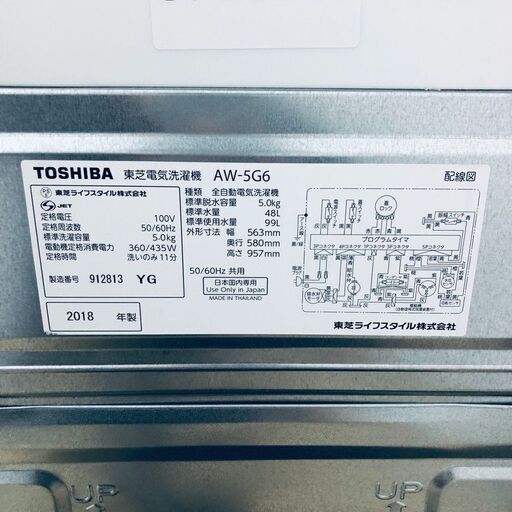 TOSHIBA 東芝電気洗濯機 AW-5G6 配線図
東芝ライフスタイル株式会社
JET
定格電圧 100V
定格周波数 50/60Hz
標準洗濯容量 5.0kg
電動機定格消費電力 360/435W
定格時間 洗いのみ 11分
製造番号 912813 YG
2018 年製
種類 全自動電気洗濯機
標準脱水容量 5.0kg
標準水量 48L
標準使用水量 99L
外形寸法 幅 563mm
奥行 580mm
高さ 957mm
50/60Hz 共用
日本国内専用
Use Only in Japan
MADE IN THAILAND
蓋
ロック
プログラムタイマ
東芝ライフスタイル株式会社
UP
UP